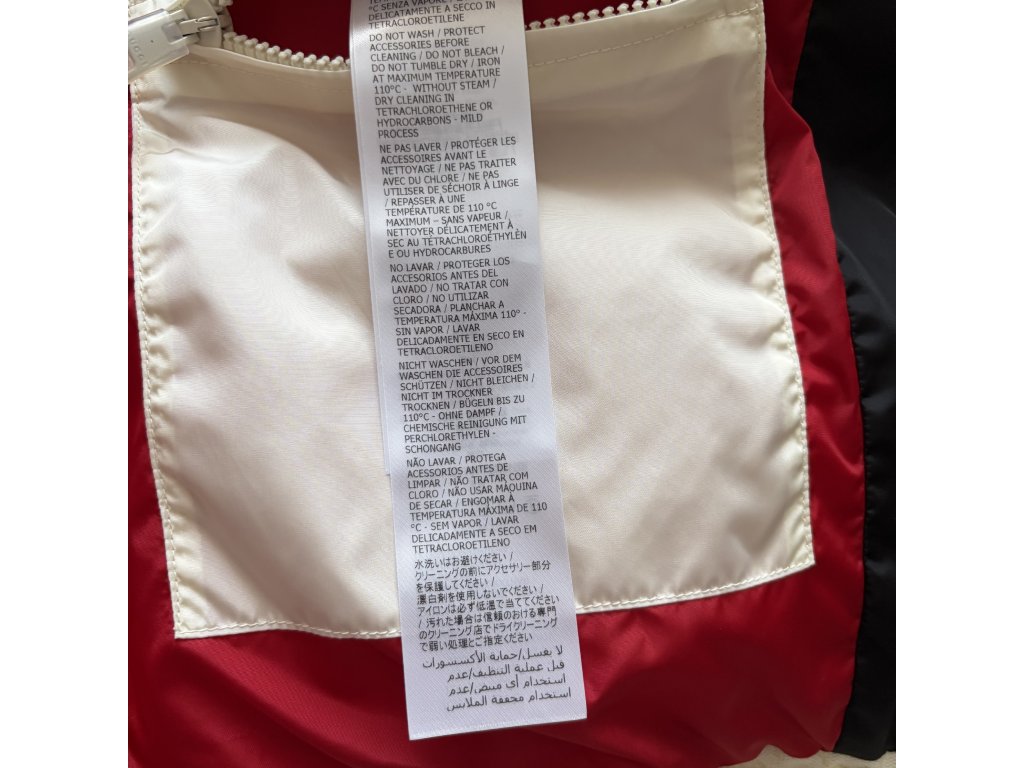 °C SENZA VAPORE /
DELICATAMENTE A SECCO IN
TETRACLOROETILENE
DO NOT WASH / PROTECT
ACCESSORIES BEFORE
CLEANING / DO NOT BLEACH /
DO NOT TUMBLE DRY / IRON
AT MAXIMUM TEMPERATURE
110°C - WITHOUT STEAM /
DRY CLEANING IN
TETRACHLOROETHENE OR
HYDROCARBONS - MILD
PROCESS
NE PAS LAVER / PROTÉGER LES
ACCESSOIRES AVANT LE
NETTOYAGE / NE PAS TRAITER
AVEC DU CHLORE / NE PAS
UTILISER DE SÉCHOIR À LINGE
/ REPASSER À UNE
TEMPÉRATURE DE 110 °C
MAXIMUM – SANS VAPEUR /
NETTOYER DÉLICATEMENT À
SEC AU TÉTRACHLOROÉTHYLÈN
E OU HYDROCARBURES
NO LAVAR / PROTEGER LOS
ACCESORIOS ANTES DEL
LAVADO / NO TRATAR CON
CLORO / NO UTILIZAR
SECADORA / PLANCHAR A
TEMPERATURA MÁXIMA 110° -
SIN VAPOR / LAVAR
DELICADAMENTE EN SECO EN
TETRACLOROETILENO
NICHT WASCHEN / VOR DEM
WASCHEN DIE ACCESSOIRES
SCHÜTZEN / NICHT BLEICHEN /
NICHT IM TROCKNER
TROCKNEN / BÜGELN BIS ZU
110°C - OHNE DAMPF /
CHEMISCHE REINIGUNG MIT
PERCHLORETHYLEN -
SCHONGANG
NÃO LAVAR / PROTEGA
ACESSORIOS ANTES DE
LIMPAR / NÃO TRATAR COM
CLORO / NÃO USAR MÁQUINA
DE SECAR / ENGOMAR À
TEMPERATURA MÁXIMA DE 110
°C - SEM VAPOR / LAVAR
DELICADAMENTE A SECO EM
TETRACLOROETILENO
水洗いはお避けください /
クリーニングの前にアクセサリー部分
を保護してください /
漂白剤を使用しないでください /
アイロンは必ず低温で当ててください
/ 汚れた場合は信頼のおける専門
のクリーニング店でドライクリーニング
で弱い処理とご指定ください
لا يغسل/حماية الأكسسورات
قبل عملية التنظيف/عدم
استخدام أي مبيض/عدم
استخدام مجففة الملابس